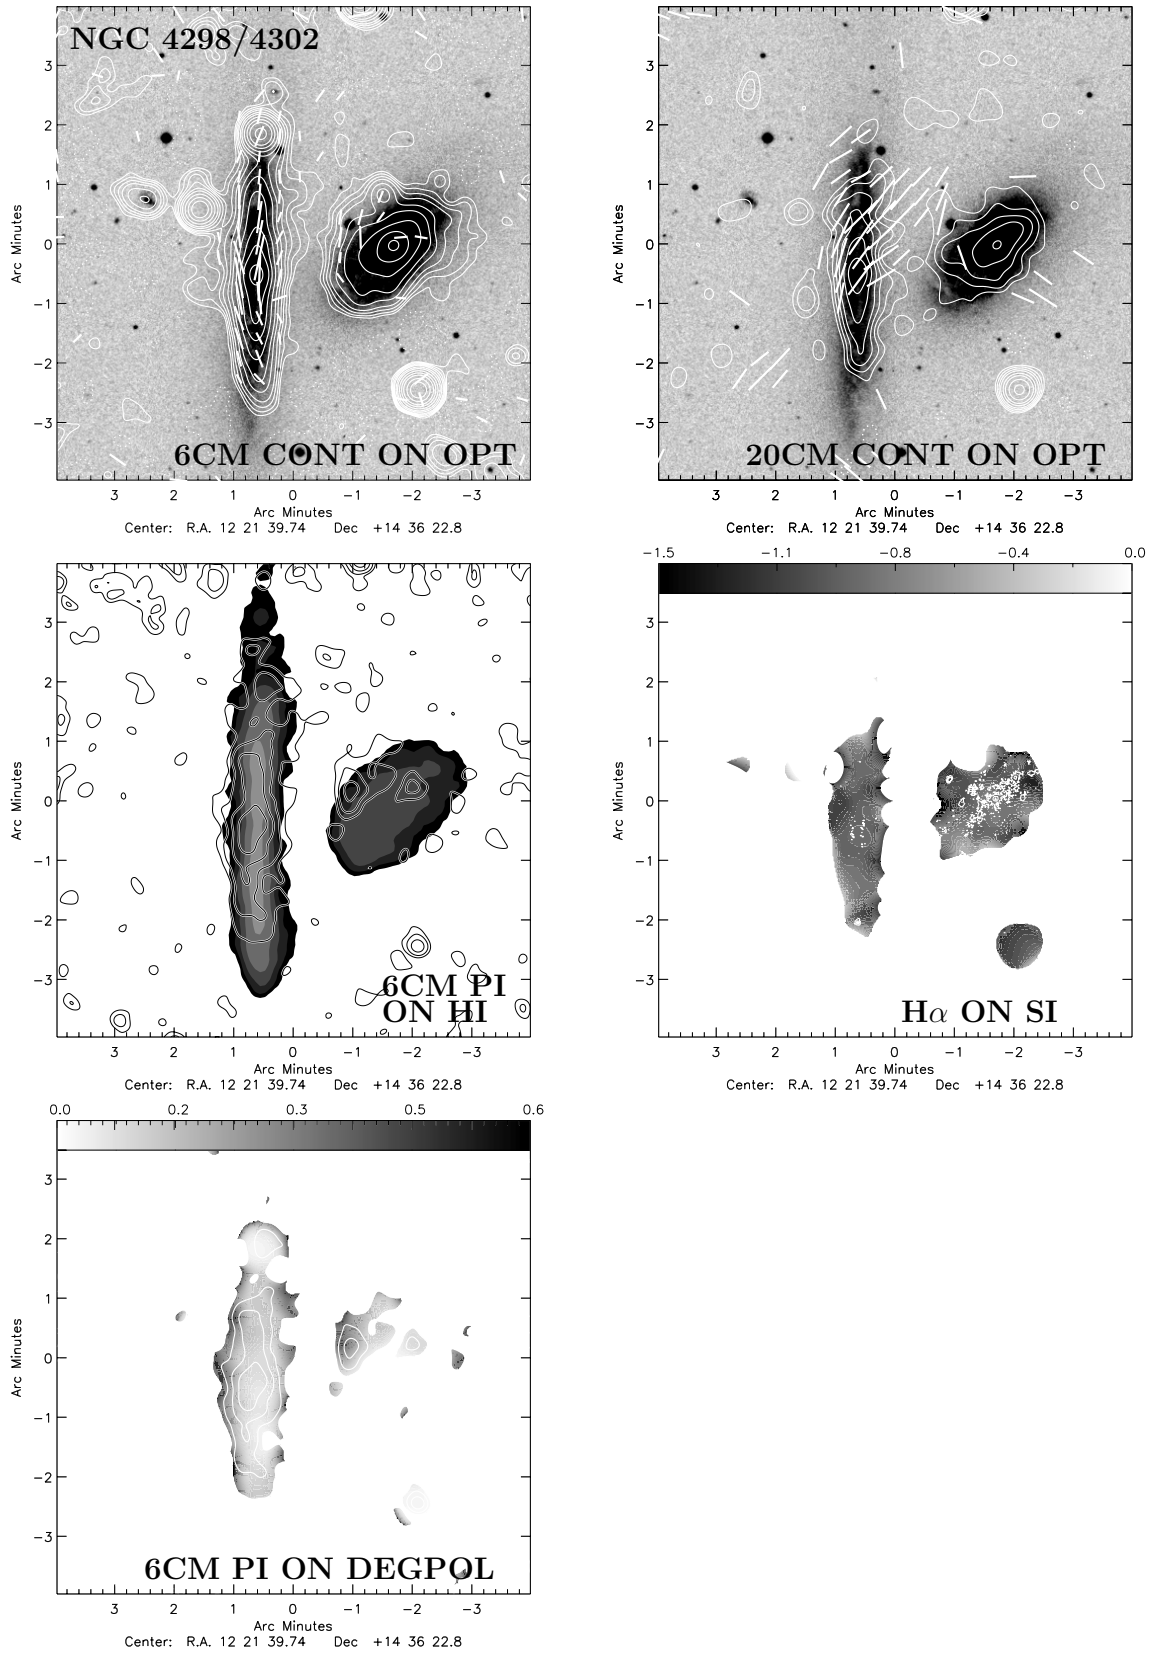 NGC 4298/4302
3
2
1
0
−1
−2
−3
Arc Minutes
6CM CONT ON OPT
3 2 1 0 −1 −2 −3
Arc Minutes
Center: R.A. 12 21 39.74 Dec +14 36 22.8
3
2
1
0
−1
−2
−3
Arc Minutes
20CM CONT ON OPT
3 2 1 0 −1 −2 −3
Arc Minutes
Center: R.A. 12 21 39.74 Dec +14 36 22.8
3
2
1
0
−1
−2
−3
Arc Minutes
6CM PI
ON HI
3 2 1 0 −1 −2 −3
Arc Minutes
Center: R.A. 12 21 39.74 Dec +14 36 22.8
−1.5 −1.1 −0.8 −0.4 0.0
3
2
1
0
−1
−2
−3
Arc Minutes
Hα ON SI
3 2 1 0 −1 −2 −3
Arc Minutes
Center: R.A. 12 21 39.74 Dec +14 36 22.8
0.0 0.2 0.3 0.5 0.6
3
2
1
0
−1
−2
−3
Arc Minutes
6CM PI ON DEGPOL
3 2 1 0 −1 −2 −3
Arc Minutes
Center: R.A. 12 21 39.74 Dec +14 36 22.8